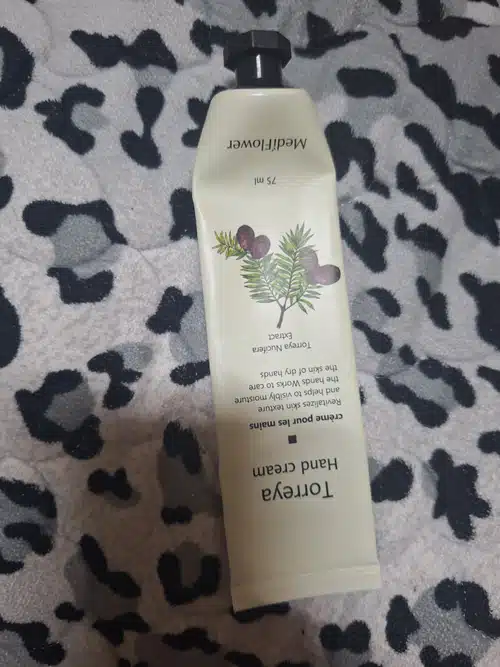 Torreya
Hand cream
crème pour les mains
Revitalizes skin texture
and helps to visibly moisture
the hands Works to care
the skin of dry hands
Torreya Nucifera
Extract
75 ml
MediFlower